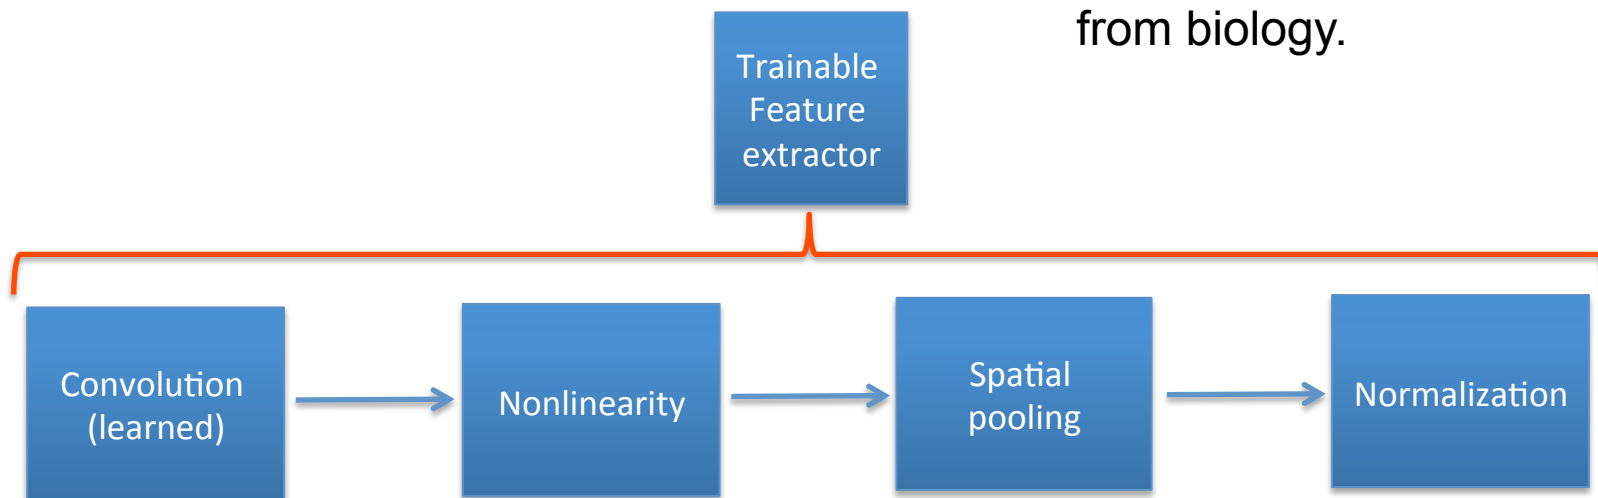 from biology.
Trainable
Feature
extractor
Convolution
(learned)
Nonlinearity
Spatial
pooling
Normalization